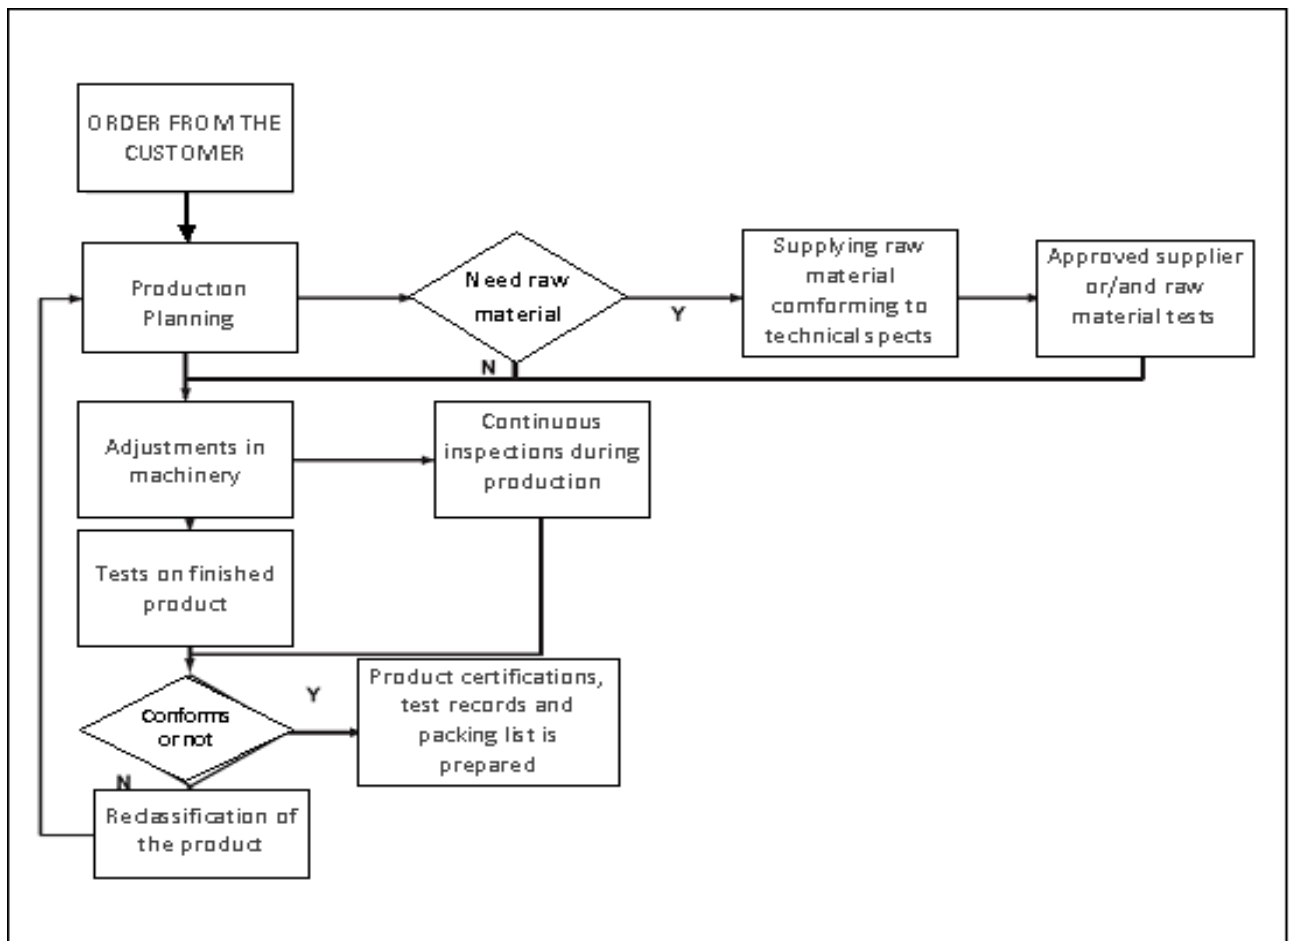 ORDER FROM THE
CUSTOMER
Production
Planning
Need raw
material
Y
N
Supplying raw
material
comforming to
technical spects
Approved supplier
or/and raw
material tests
Adjustments in
machinery
Continuous
inspections during
production
Tests on finished
product
Conforms
or not
Y
N
Product certifications,
test records and
packing list is
prepared
Reclassification of
the product